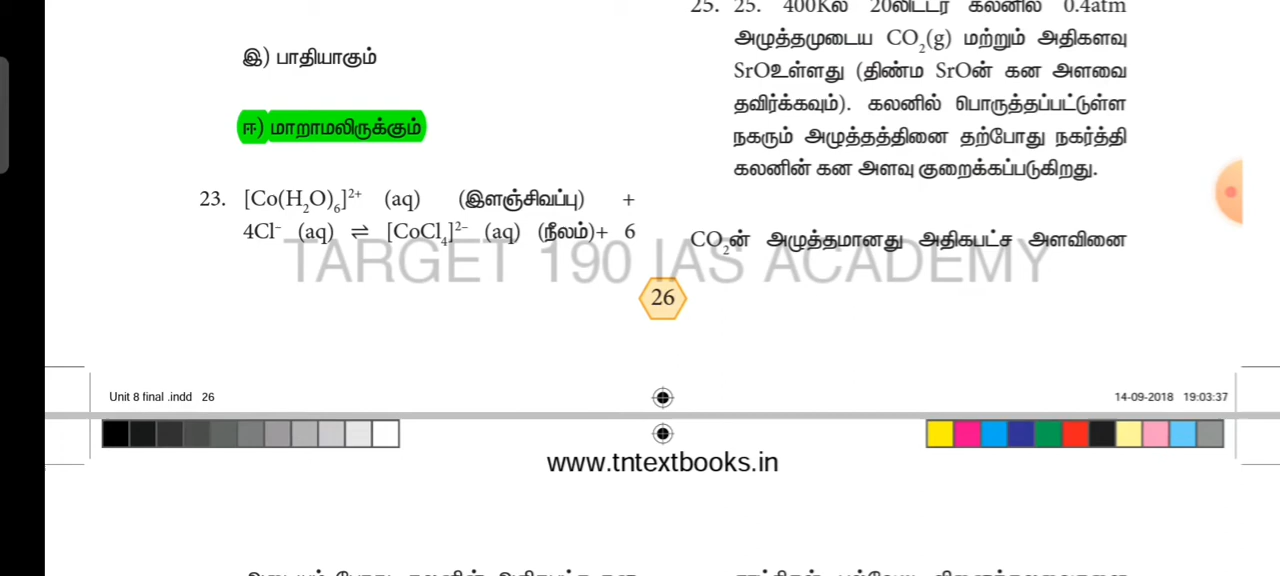 இ) பாதியாகும்
ஈ) மாறாமலிருக்கும்
23. [Co(H₂O)₆]²⁺ (aq) (இளஞ்சிவப்பு) +
4Cl⁻ (aq) ⇌ [CoCl₄]²⁻ (aq) (நீலம்)+ 6
25. 25. 400Kல் 20லிட்டர் கலனில் 0.4atm
அழுத்தமுடைய CO₂(g) மற்றும் அதிகளவு
SrOஉள்ளது (திண்ம SrOன் கன அளவை
தவிர்க்கவும்). கலனில் பொருத்தப்பட்டுள்ள
நகரும் அழுத்தத்தினை தற்போது நகர்த்தி
கலனின் கன அளவு குறைக்கப்படுகிறது.
CO₂ன் அழுத்தமானது அதிகபட்ச அளவினை
TARGET 190 IAS ACADEMY
26
Unit 8 final .indd 26
14-09-2018 19:03:37
www.tntextbooks.in